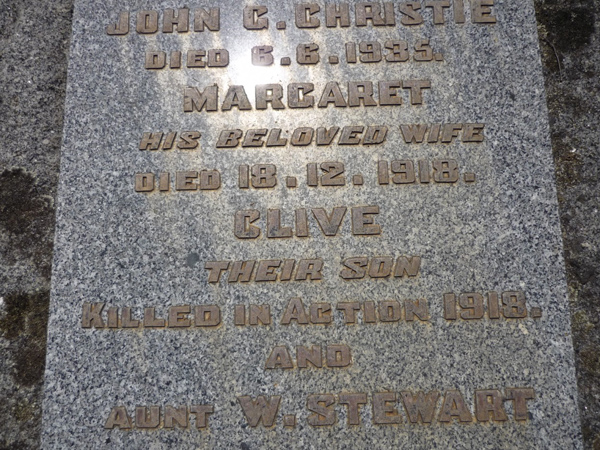 JOHN C. CHRISTIE
DIED 6.6.1935.
MARGARET
HIS BELOVED WIFE
DIED 18.12.1918.
CLIVE
THEIR SON
KILLED IN ACTION 1918.
AND
AUNT W. STEWART